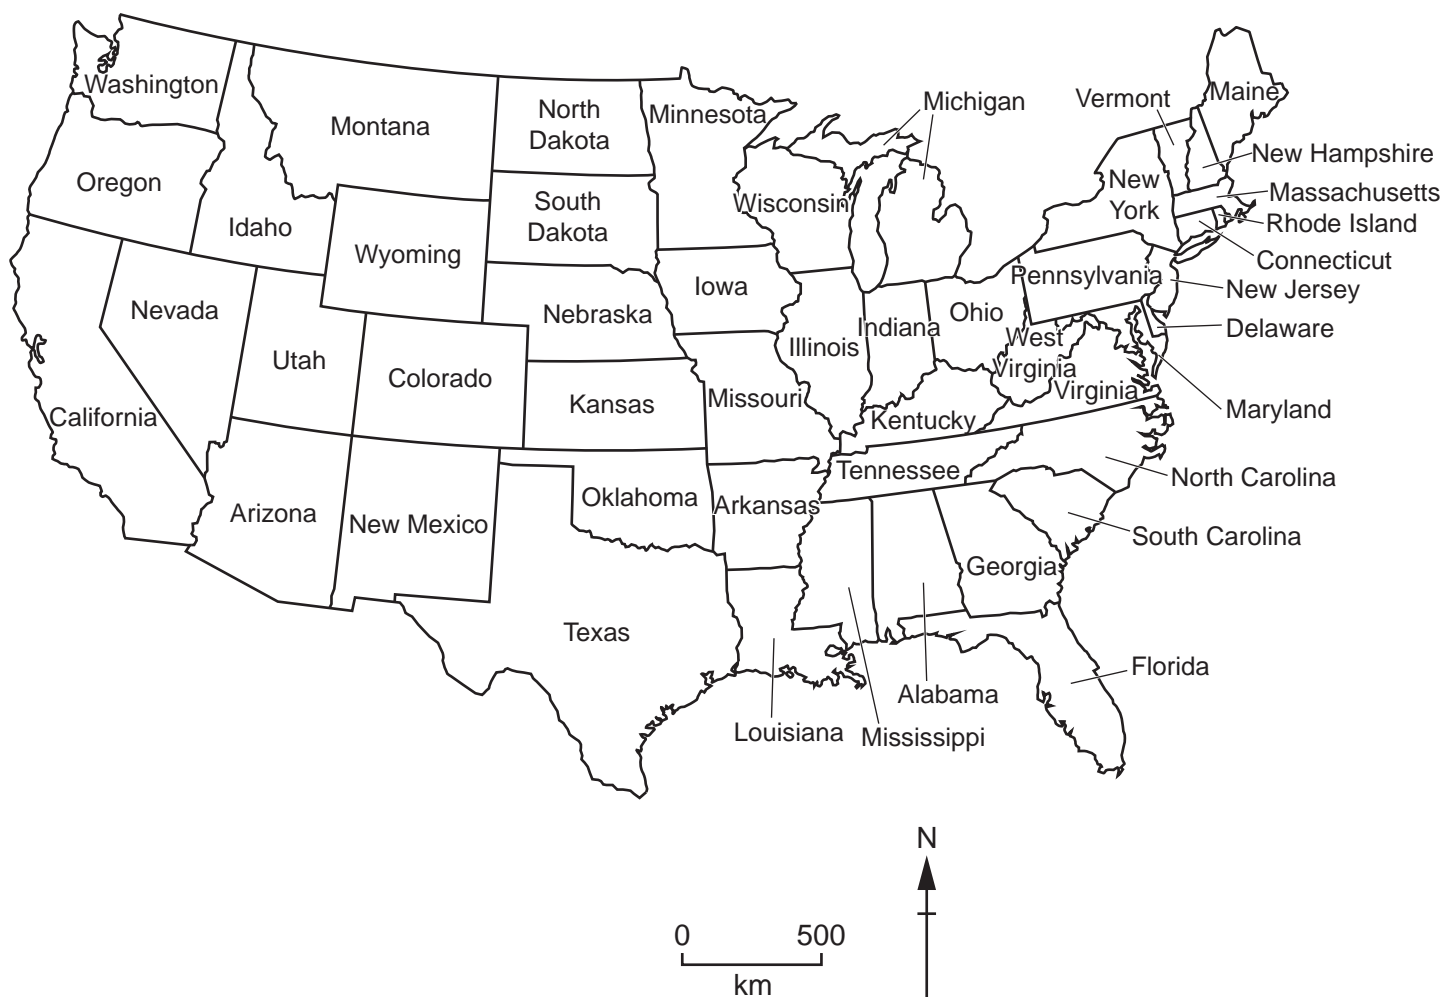 Washington
Montana
North
Dakota
Minnesota
Michigan
Vermont
Maine
Oregon
Idaho
Wyoming
South
Dakota
Wisconsin
New
York
New Hampshire
Massachusetts
Rhode Island
Connecticut
New Jersey
Nevada
Utah
Colorado
Nebraska
Iowa
Illinois
Indiana
Ohio
Pennsylvania
Delaware
Maryland
California
Kansas
Missouri
Kentucky
West
Virginia
Virginia
Arizona
New Mexico
Oklahoma
Arkansas
Tennessee
North Carolina
South Carolina
Georgia
Texas
Louisiana
Mississippi
Alabama
Florida
N
0 500
km